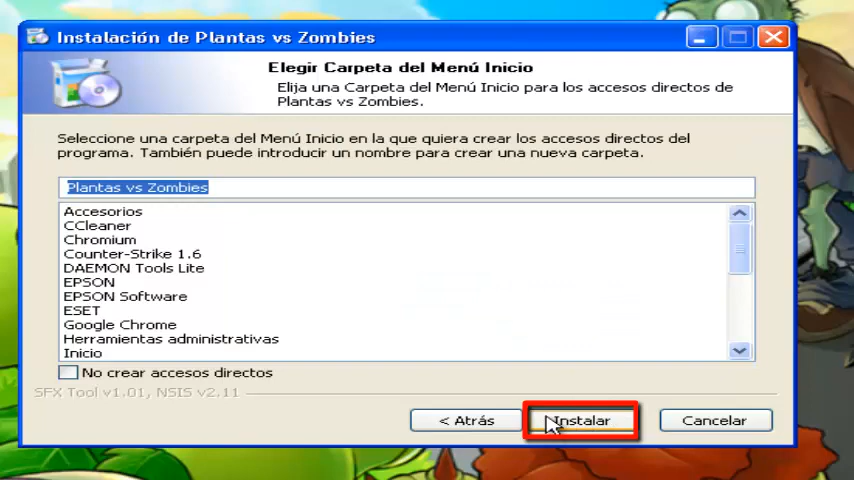 Instalación de Plantas vs Zombies
Elegir Carpeta del Menú Inicio
Elija una Carpeta del Menú Inicio para los accesos directos de
Plantas vs Zombies.
Seleccione una carpeta del Menú Inicio en la que quiera crear los accesos directos del
programa. También puede introducir un nombre para crear una nueva carpeta.
Plantas vs Zombies
Accesorios
CCleaner
Chromium
Counter-Strike 1.6
DAEMON Tools Lite
EPSON
EPSON Software
ESET
Google Chrome
Herramientas administrativas
Inicio
No crear accesos directos
SFX Tool v1.01, NSIS v2.11
< Atrás
Instalar
Cancelar